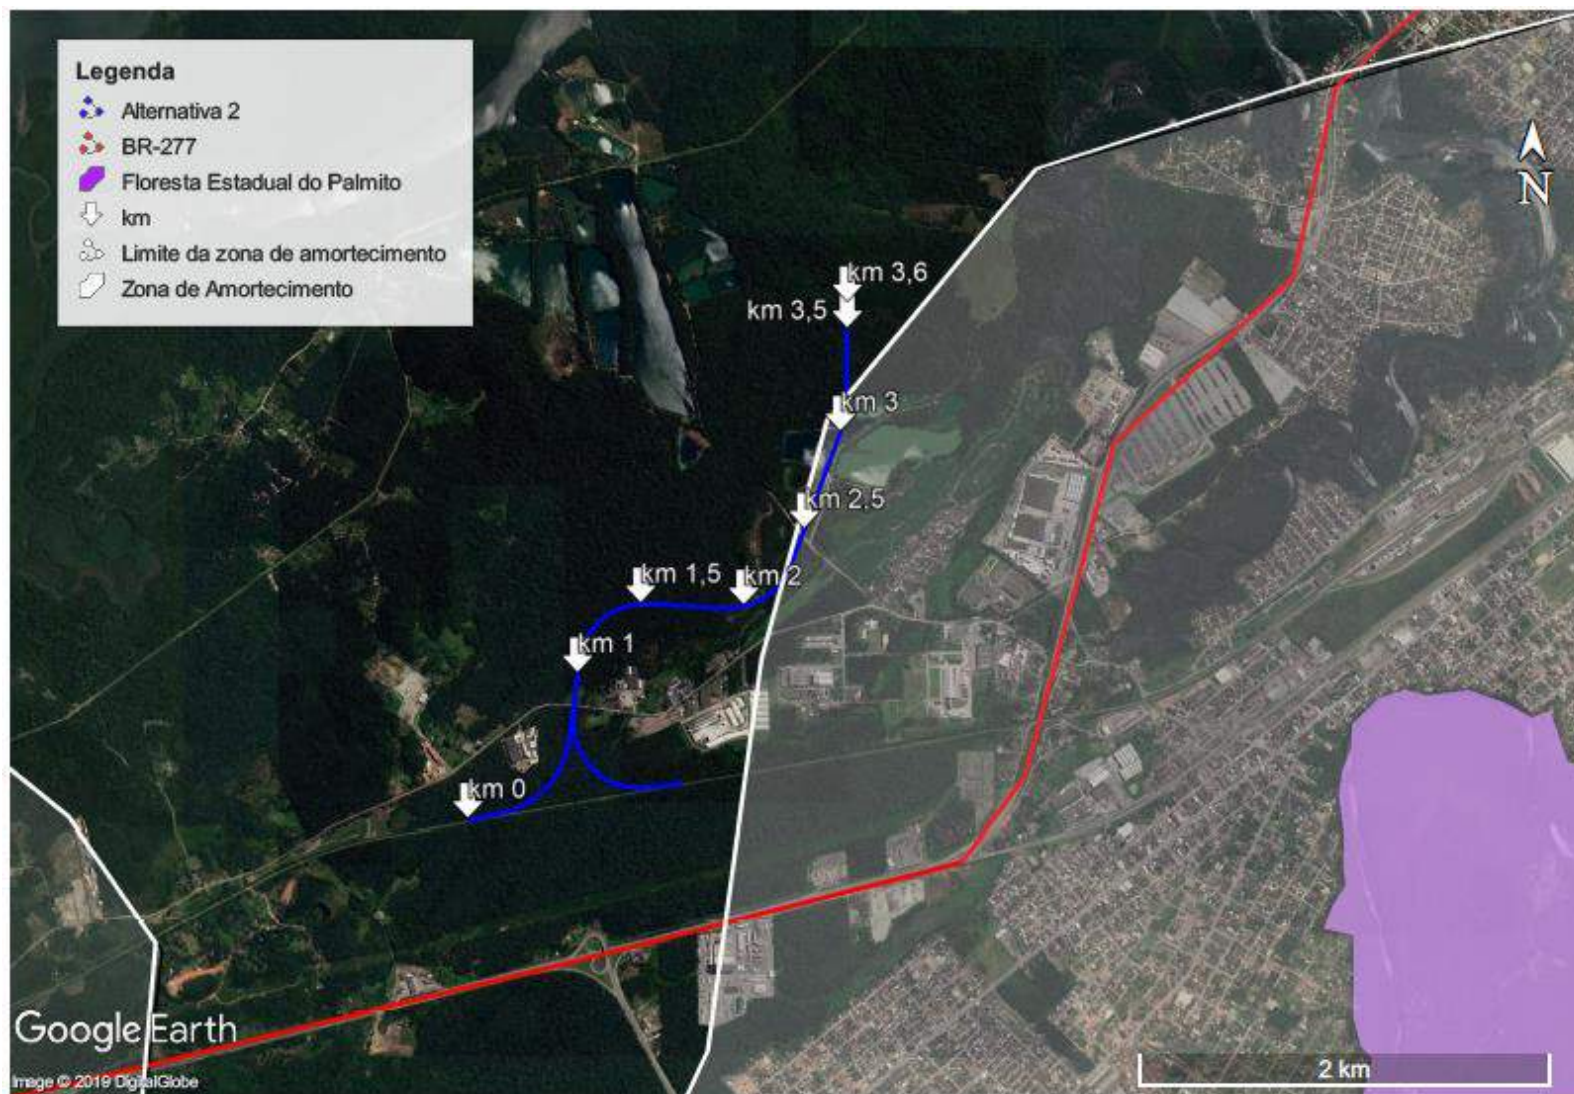 Legenda
Alternativa 2
BR-277
Floresta Estadual do Palmito
km
Limite da zona de amortecimento
Zona de Amortecimento
N
km 3,6
km 3,5
km 3
km 2,5
km 1,5
km 2
km 1
km 0
Google Earth
Image © 2019 DigitalGlobe
2 km